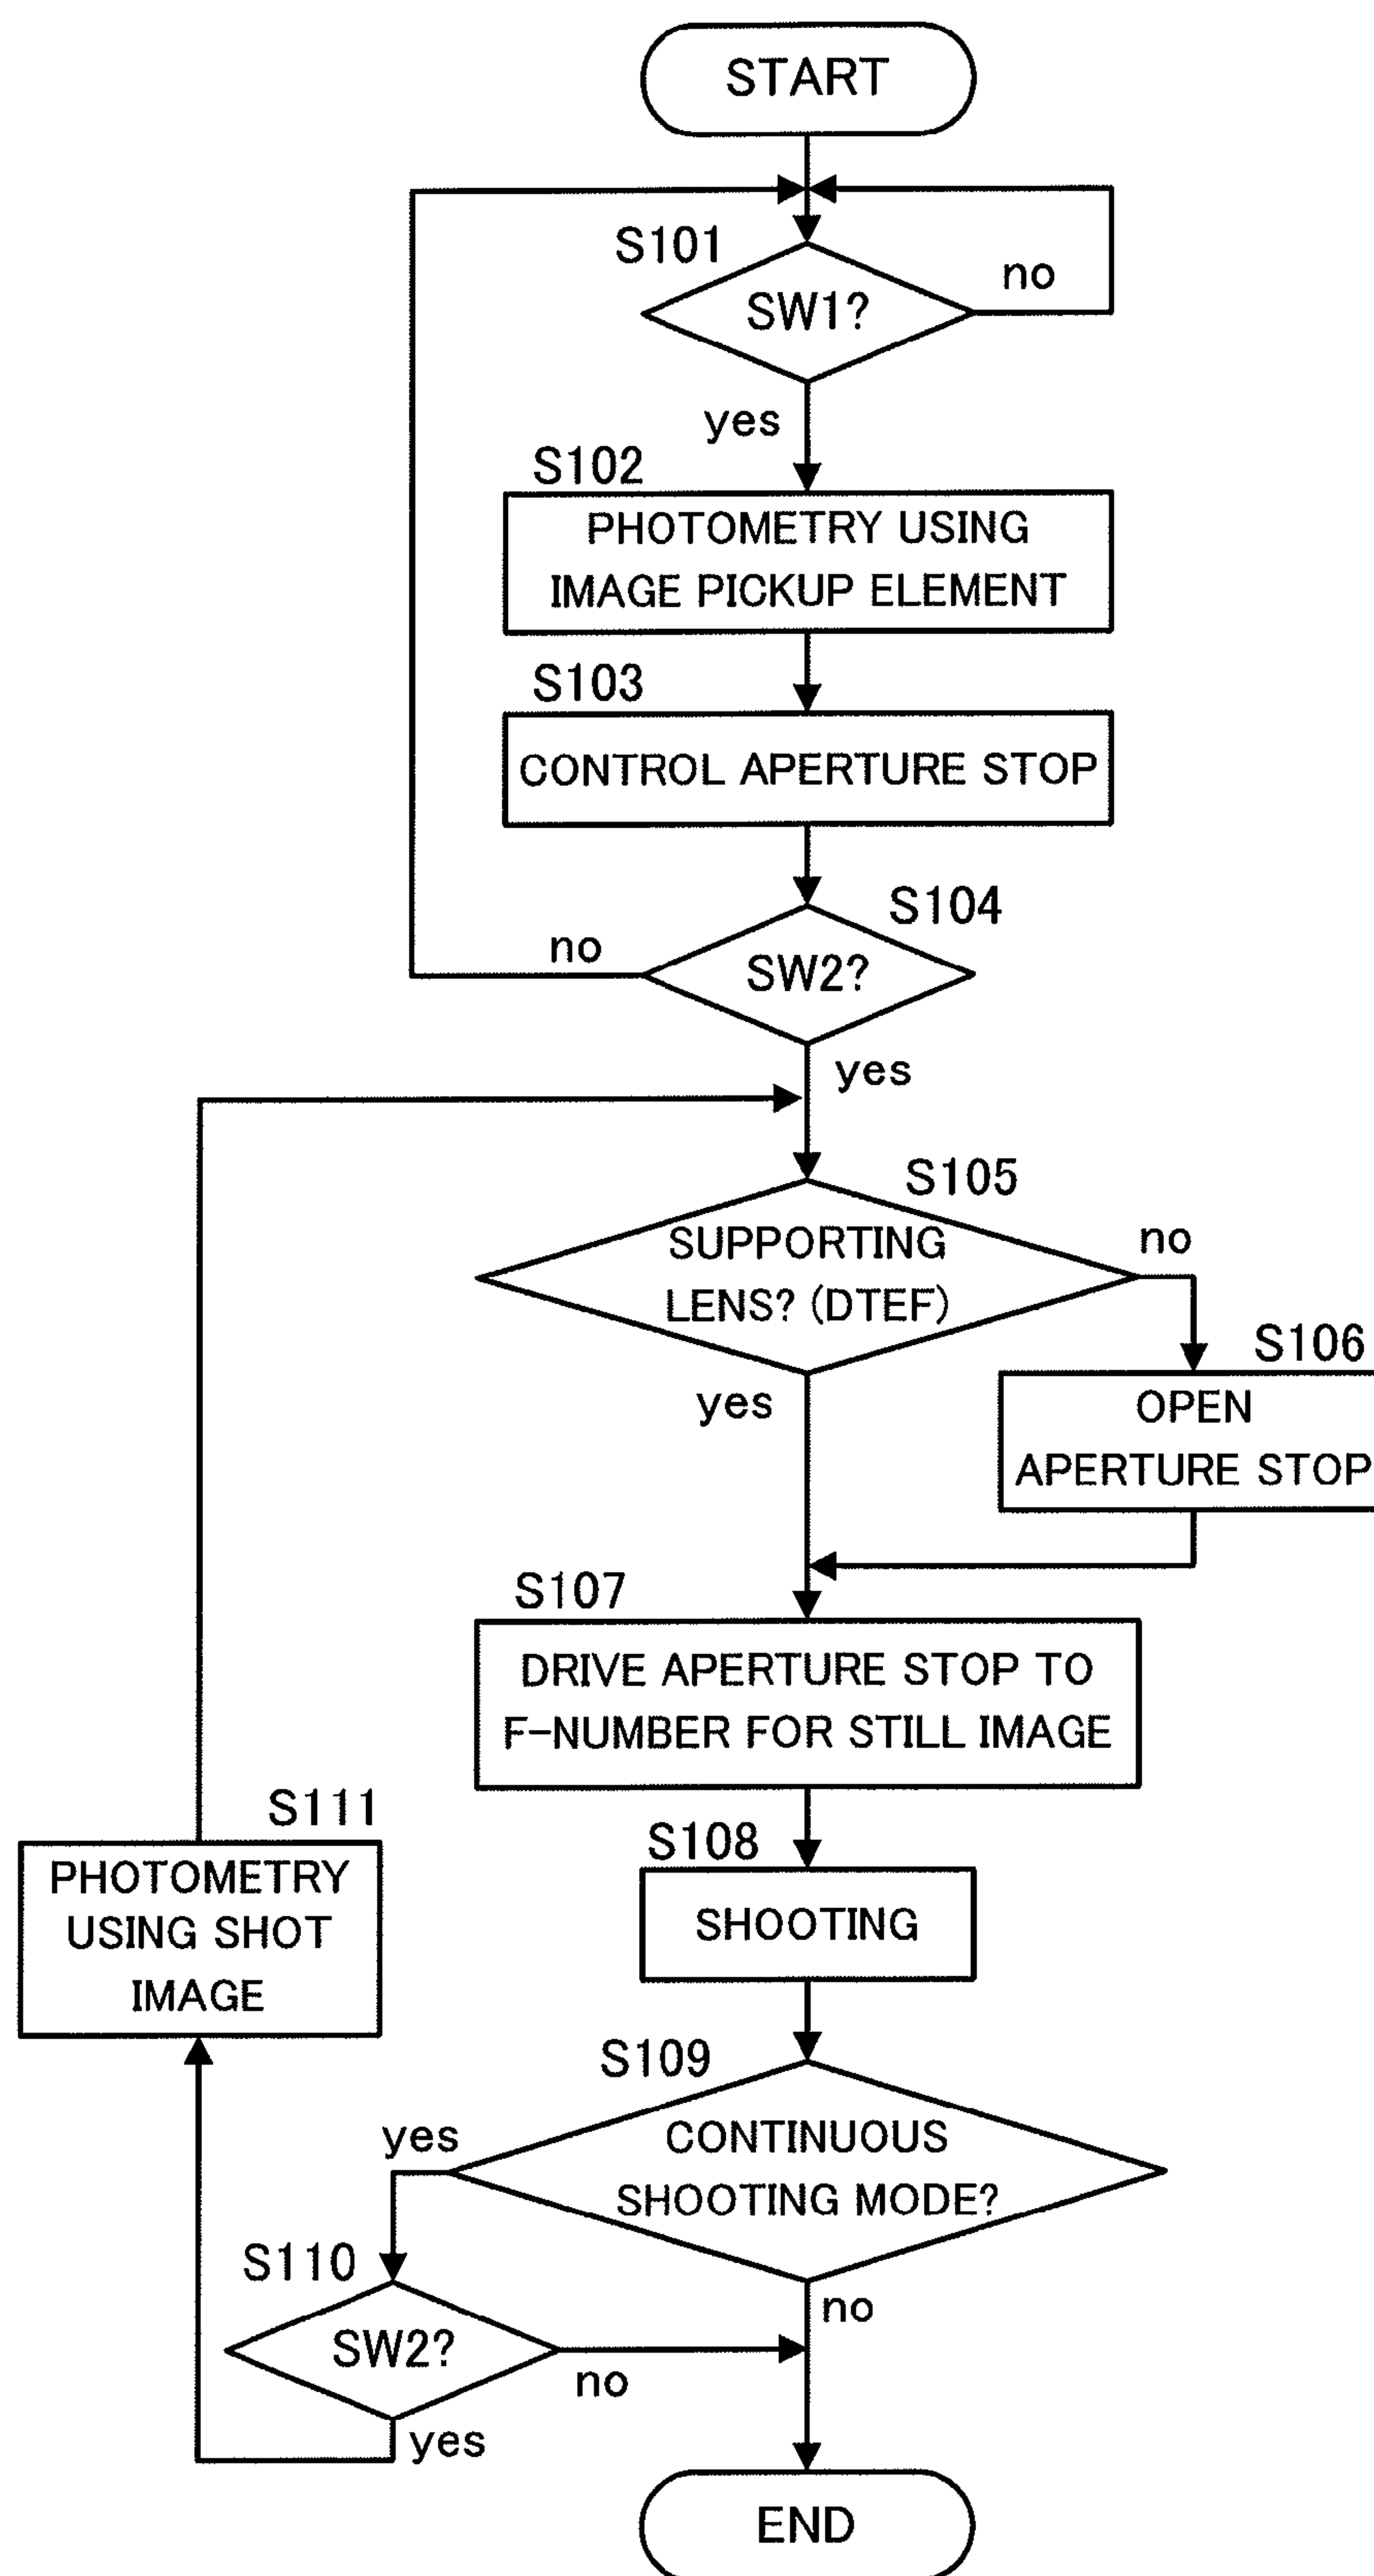 START
S101
SW1?
no
yes
S102
PHOTOMETRY USING
IMAGE PICKUP ELEMENT
S103
CONTROL APERTURE STOP
S104
no
SW2?
yes
S105
SUPPORTING
LENS? (DTEF)
no
yes
S106
OPEN
APERTURE STOP
S107
DRIVE APERTURE STOP TO
F-NUMBER FOR STILL IMAGE
S108
SHOOTING
S111
PHOTOMETRY
USING SHOT
IMAGE
S109
CONTINUOUS
SHOOTING MODE?
yes
no
S110
SW2?
no
yes
END